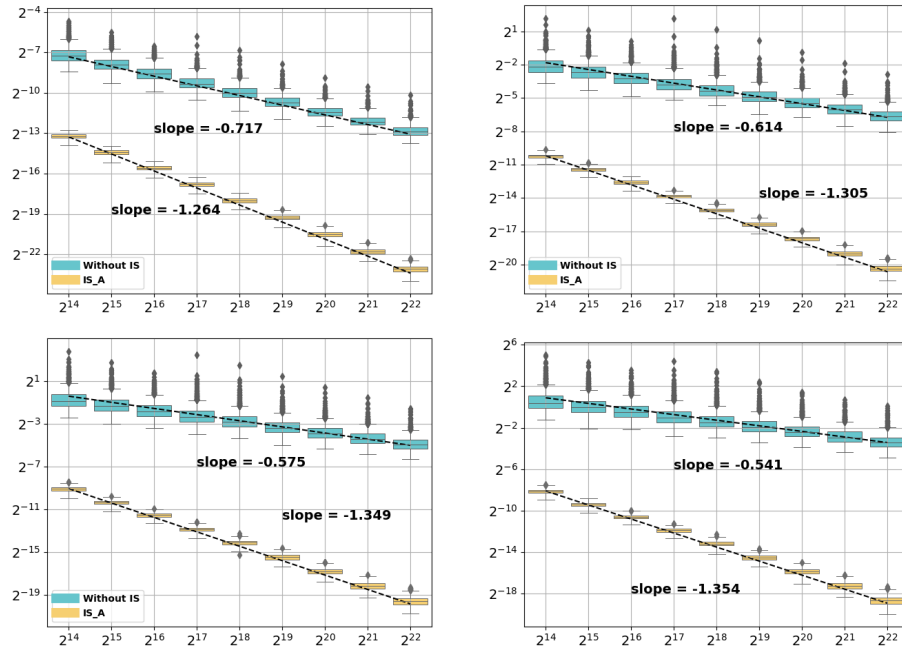 2^-4
2^-7
2^-10
2^-13
2^-16
2^-19
2^-22
slope = -0.717
slope = -1.264
Without IS
IS_A
2^14 2^15 2^16 2^17 2^18 2^19 2^20 2^21 2^22
2^1
2^-2
2^-5
2^-8
2^-11
2^-14
2^-17
2^-20
slope = -0.614
slope = -1.305
Without IS
IS_A
2^14 2^15 2^16 2^17 2^18 2^19 2^20 2^21 2^22
2^1
2^-3
2^-7
2^-11
2^-15
2^-19
slope = -0.575
slope = -1.349
Without IS
IS_A
2^14 2^15 2^16 2^17 2^18 2^19 2^20 2^21 2^22
2^6
2^2
2^-2
2^-6
2^-10
2^-14
2^-18
slope = -0.541
slope = -1.354
Without IS
IS_A
2^14 2^15 2^16 2^17 2^18 2^19 2^20 2^21 2^22